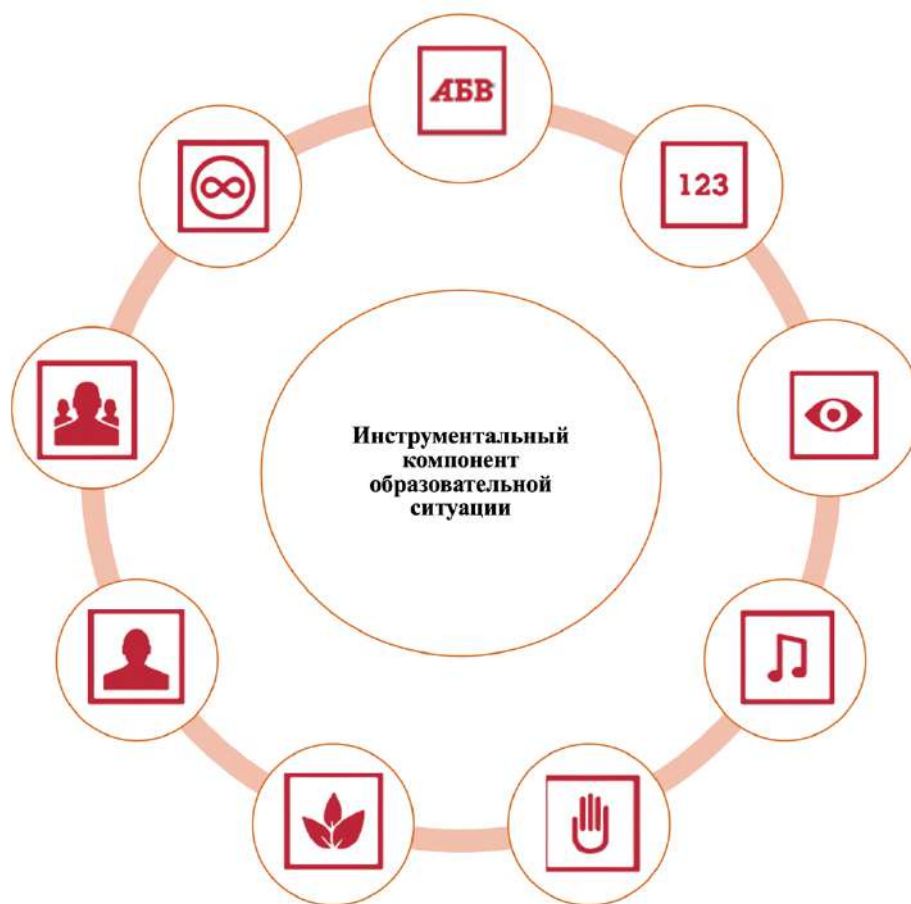 АБВ
123
Инструментальный
компонент
образовательной
ситуации